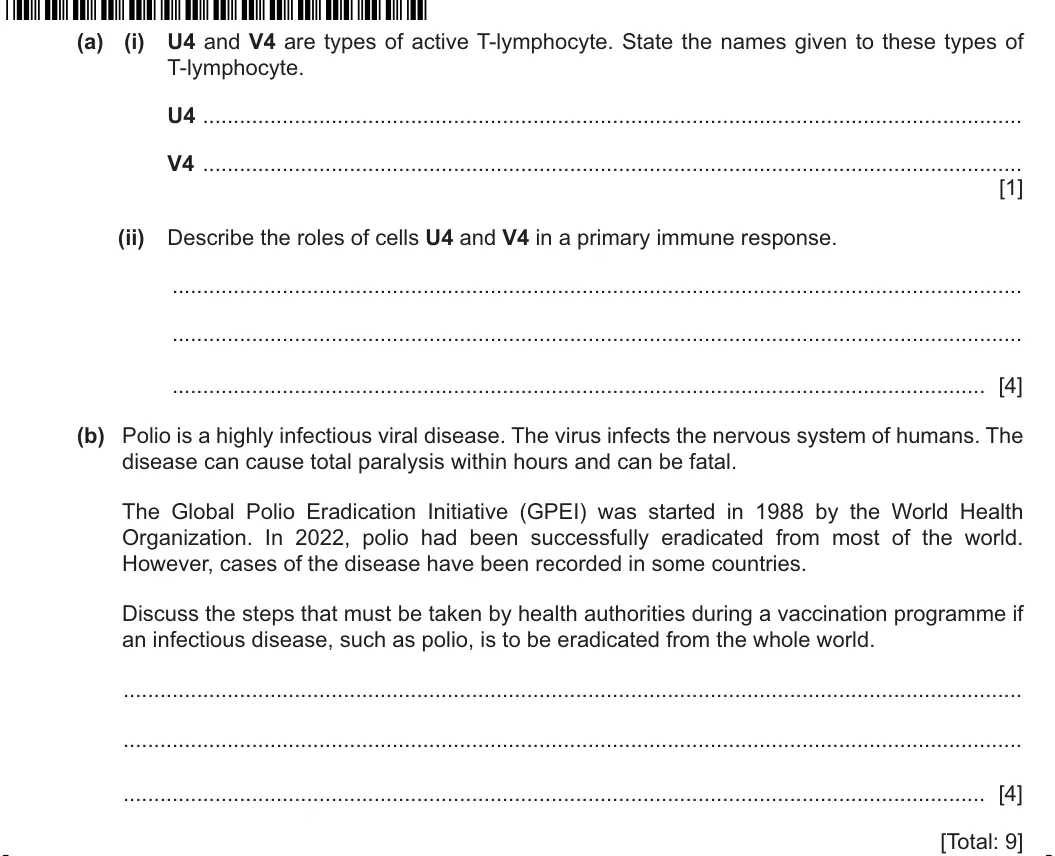 (a) (i) U4 and V4 are types of active T-lymphocyte. State the names given to these types of
T-lymphocyte.
U4 ........................................................................................................................................
V4 ........................................................................................................................................
[1]
(ii) Describe the roles of cells U4 and V4 in a primary immune response.
.............................................................................................................................................
.............................................................................................................................................
....................................................................................................................................... [4]
(b) Polio is a highly infectious viral disease. The virus infects the nervous system of humans. The
disease can cause total paralysis within hours and can be fatal.
The Global Polio Eradication Initiative (GPEI) was started in 1988 by the World Health
Organization. In 2022, polio had been successfully eradicated from most of the world.
However, cases of the disease have been recorded in some countries.
Discuss the steps that must be taken by health authorities during a vaccination programme if
an infectious disease, such as polio, is to be eradicated from the whole world.
.....................................................................................................................................................
.....................................................................................................................................................
............................................................................................................................................... [4]
[Total: 9]